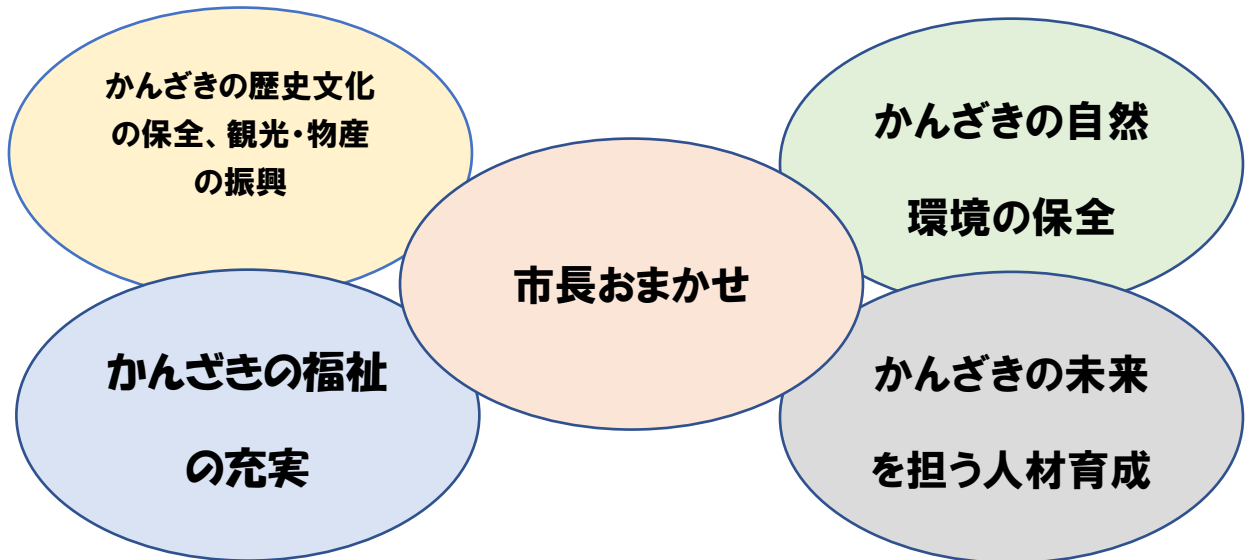 かんざきの歴史文化
の保全、観光・物産
の振興
かんざきの自然
環境の保全
市長おまかせ
かんざきの福祉
の充実
かんざきの未来
を担う人材育成